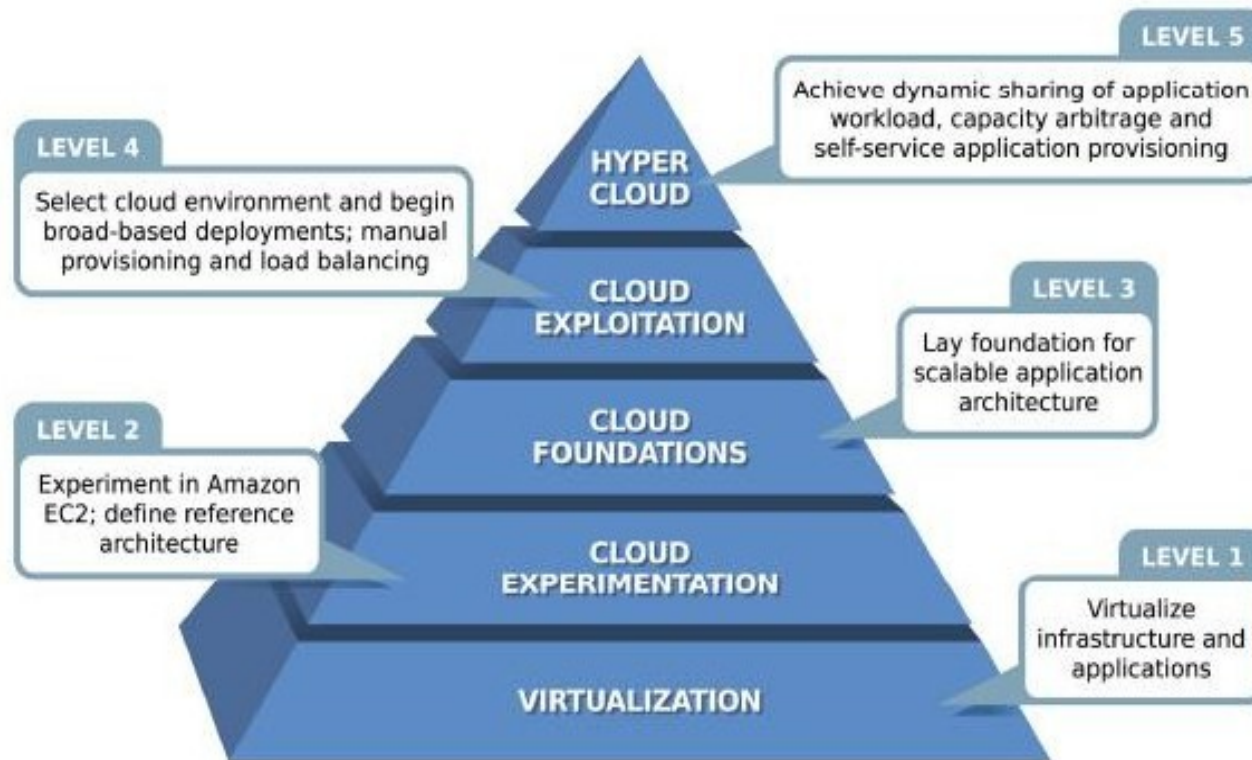 LEVEL 5
Achieve dynamic sharing of application
workload, capacity arbitrage and
self-service application provisioning
HYPER
CLOUD
LEVEL 4
Select cloud environment and begin
broad-based deployments; manual
provisioning and load balancing
CLOUD
EXPLOITATION
LEVEL 3
Lay foundation for
scalable application
architecture
CLOUD
FOUNDATIONS
LEVEL 2
Experiment in Amazon
EC2; define reference
architecture
CLOUD
EXPERIMENTATION
LEVEL 1
Virtualize
infrastructure and
applications
VIRTUALIZATION